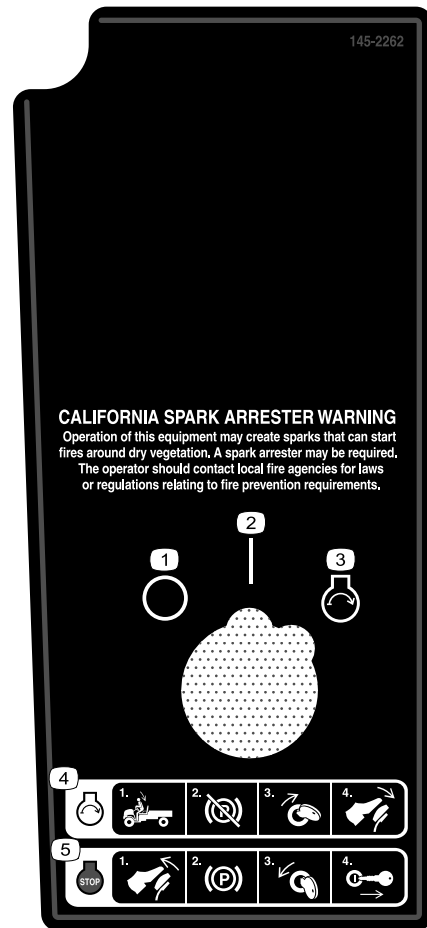 145-2262
CALIFORNIA SPARK ARRESTER WARNING
Operation of this equipment may create sparks that can start
fires around dry vegetation. A spark arrester may be required.
The operator should contact local fire agencies for laws
or regulations relating to fire prevention requirements.
2
1
3
4
1. 2. P 3. 4.
5
STOP 1. 2. P 3. 4.